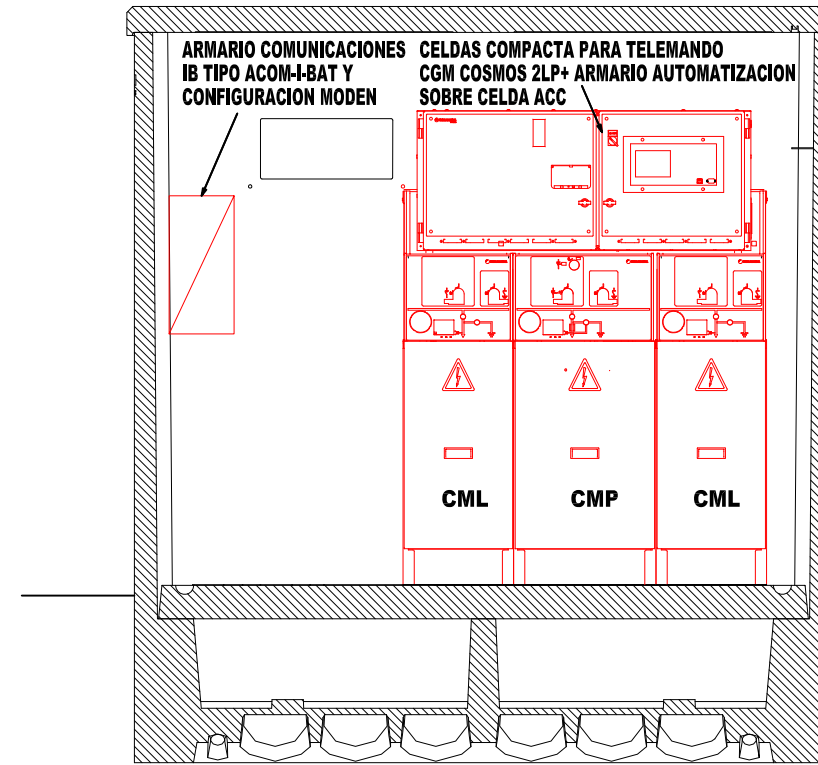 ARMARIO COMUNICACIONES
IB TIPO ACOM-I-BAT Y
CONFIGURACION MODEN
CELDAS COMPACTA PARA TELEMANDO
CGM COSMOS 2LP+ ARMARIO AUTOMATIZACION
SOBRE CELDA ACC
CML
CMP
CML